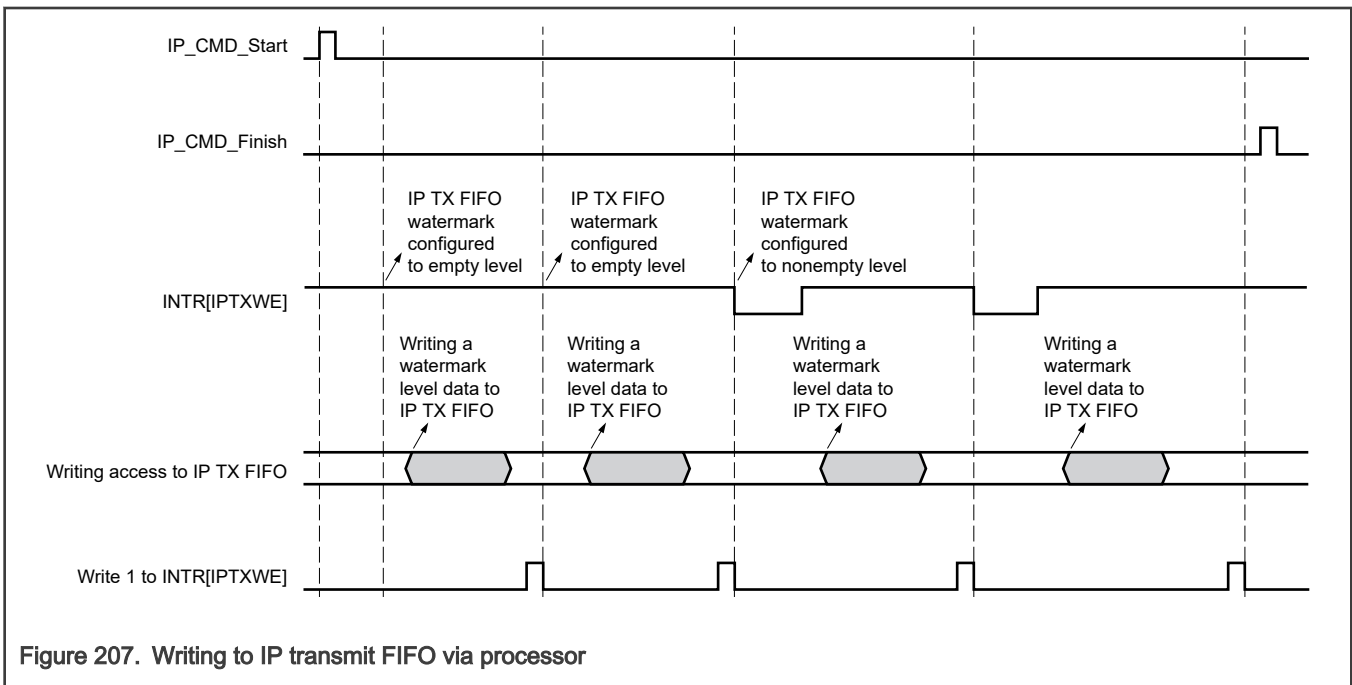 IP_CMD_Start
IP_CMD_Finish
IP TX FIFO
watermark
configured
to empty level
IP TX FIFO
watermark
configured
to empty level
IP TX FIFO
watermark
configured
to nonempty level
INTR[IPTXWE]
Writing a
watermark
level data to
IP TX FIFO
Writing a
watermark
level data to
IP TX FIFO
Writing a
watermark
level data to
IP TX FIFO
Writing a
watermark
level data to
IP TX FIFO
Writing access to IP TX FIFO
Write 1 to INTR[IPTXWE]
Figure 207. Writing to IP transmit FIFO via processor